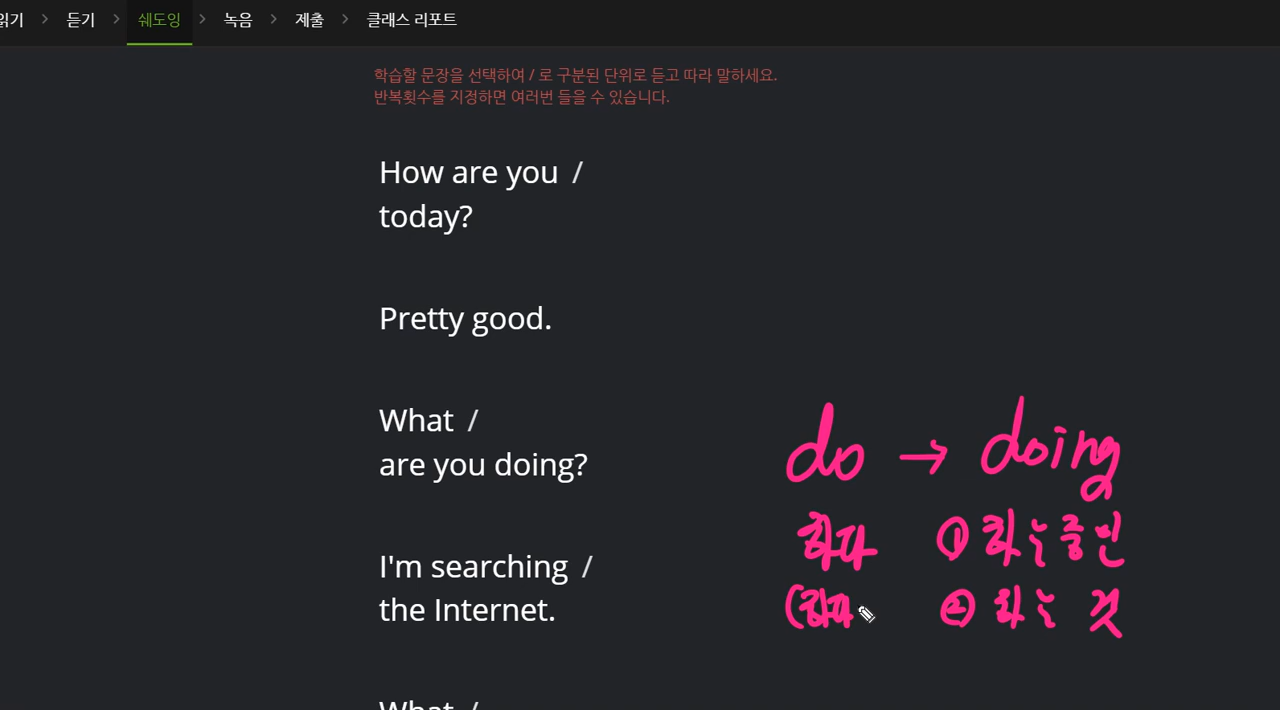 읽기 > 듣기 > 쉐도잉 > 녹음 > 제출 > 클래스 리포트
학습할 문장을 선택하여 / 로 구분된 단위로 듣고 따라 말하세요.
반복횟수를 지정하면 여러번 들을 수 있습니다.
How are you /
today?
Pretty good.
What /
are you doing?
do → doing
하다 ① 하는 중인
② 하는 것
I'm searching /
the Internet.
What /